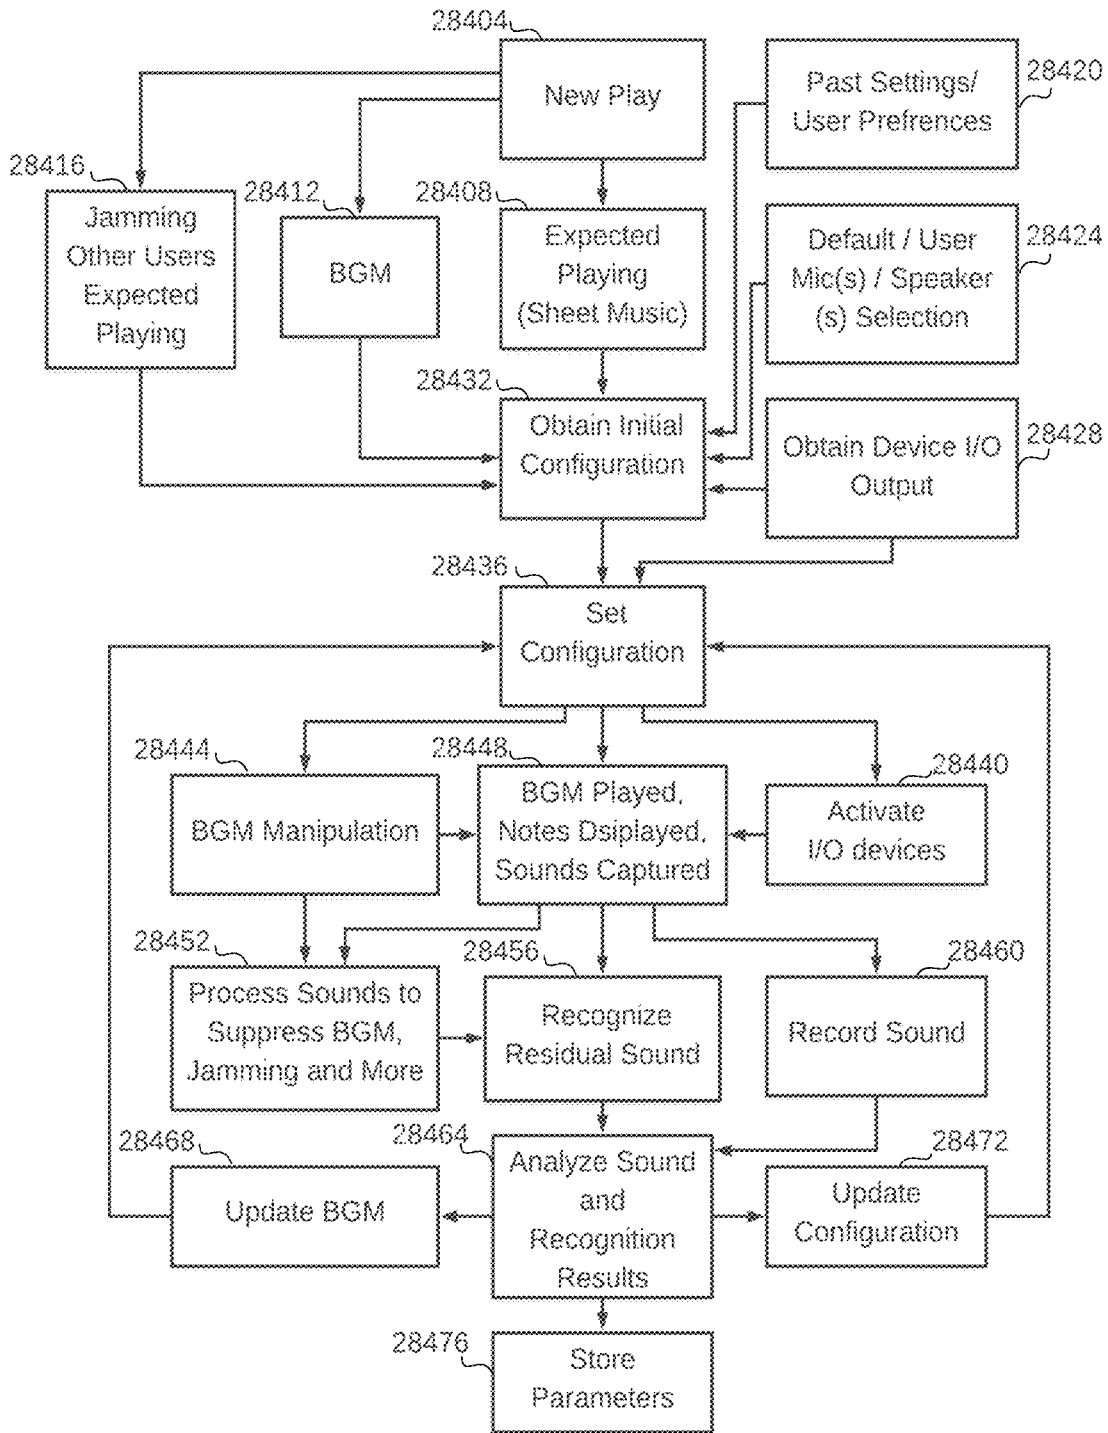 28404
New Play
28420
Past Settings/
User Prefrences
28416
Jamming
Other Users
Expected
Playing
28412
BGM
28408
Expected
Playing
(Sheet Music)
28424
Default / User
Mic(s) / Speaker
(s) Selection
28432
Obtain Initial
Configuration
28428
Obtain Device I/O
Output
28436
Set
Configuration
28444
BGM Manipulation
28448
BGM Played,
Notes Dsiplayed,
Sounds Captured
28440
Activate
I/O devices
28452
Process Sounds to
Suppress BGM,
Jamming and More
28456
Recognize
Residual Sound
28460
Record Sound
28468
Update BGM
28464
Analyze Sound
and
Recognition
Results
28472
Update
Configuration
28476
Store
Parameters